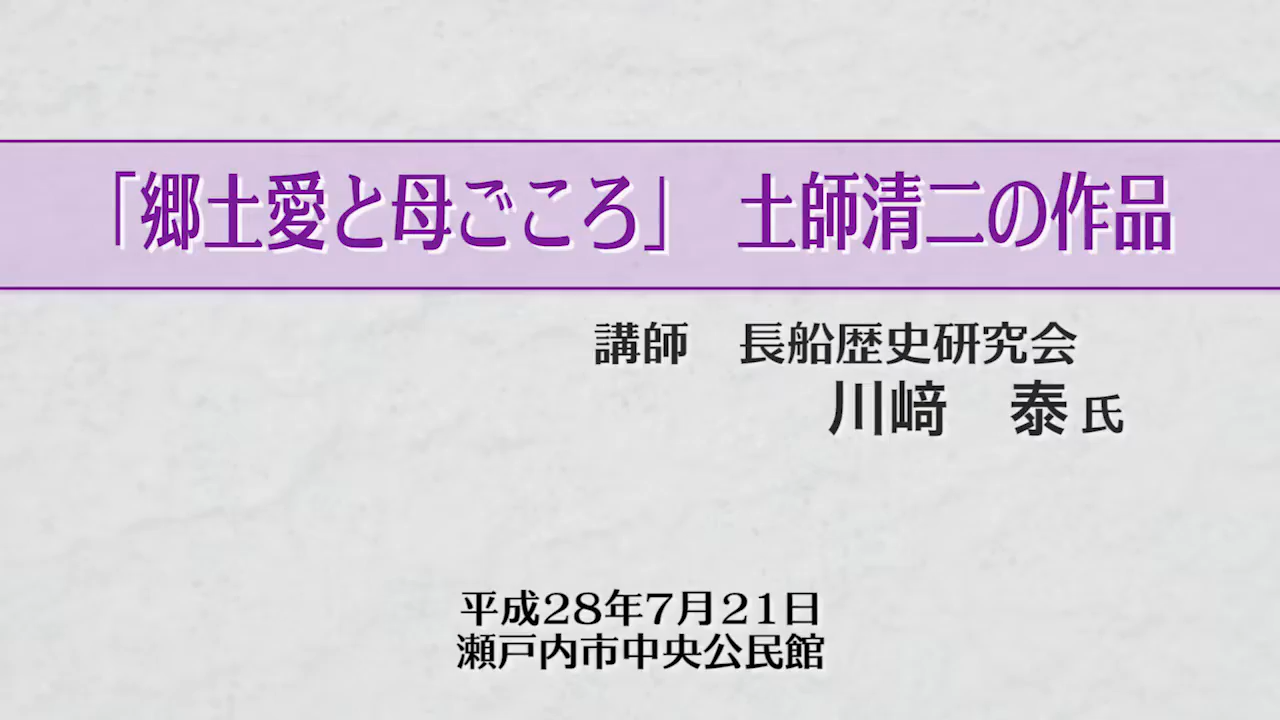 「郷土愛と母ごころ」　土師清二の作品
講師　長船歴史研究会
川﨑　泰 氏
平成28年7月21日
瀬戸内市中央公民館